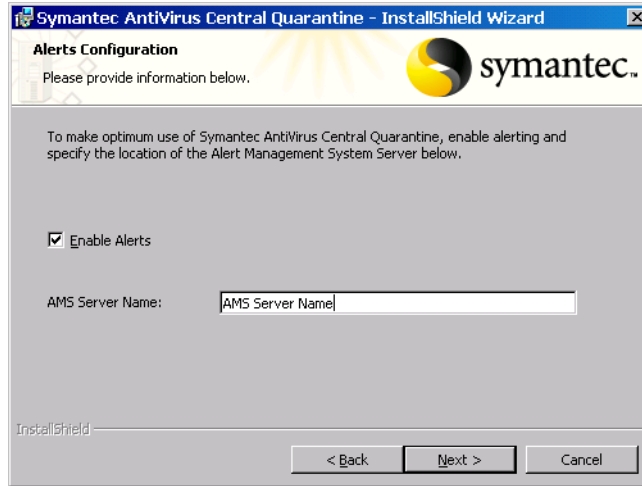 Symantec AntiVirus Central Quarantine - InstallShield Wizard
Alerts Configuration
Please provide information below.
symantec.™
To make optimum use of Symantec AntiVirus Central Quarantine, enable alerting and
specify the location of the Alert Management System Server below.
Enable Alerts
AMS Server Name:
AMS Server Name
InstallShield
< Back
Next >
Cancel